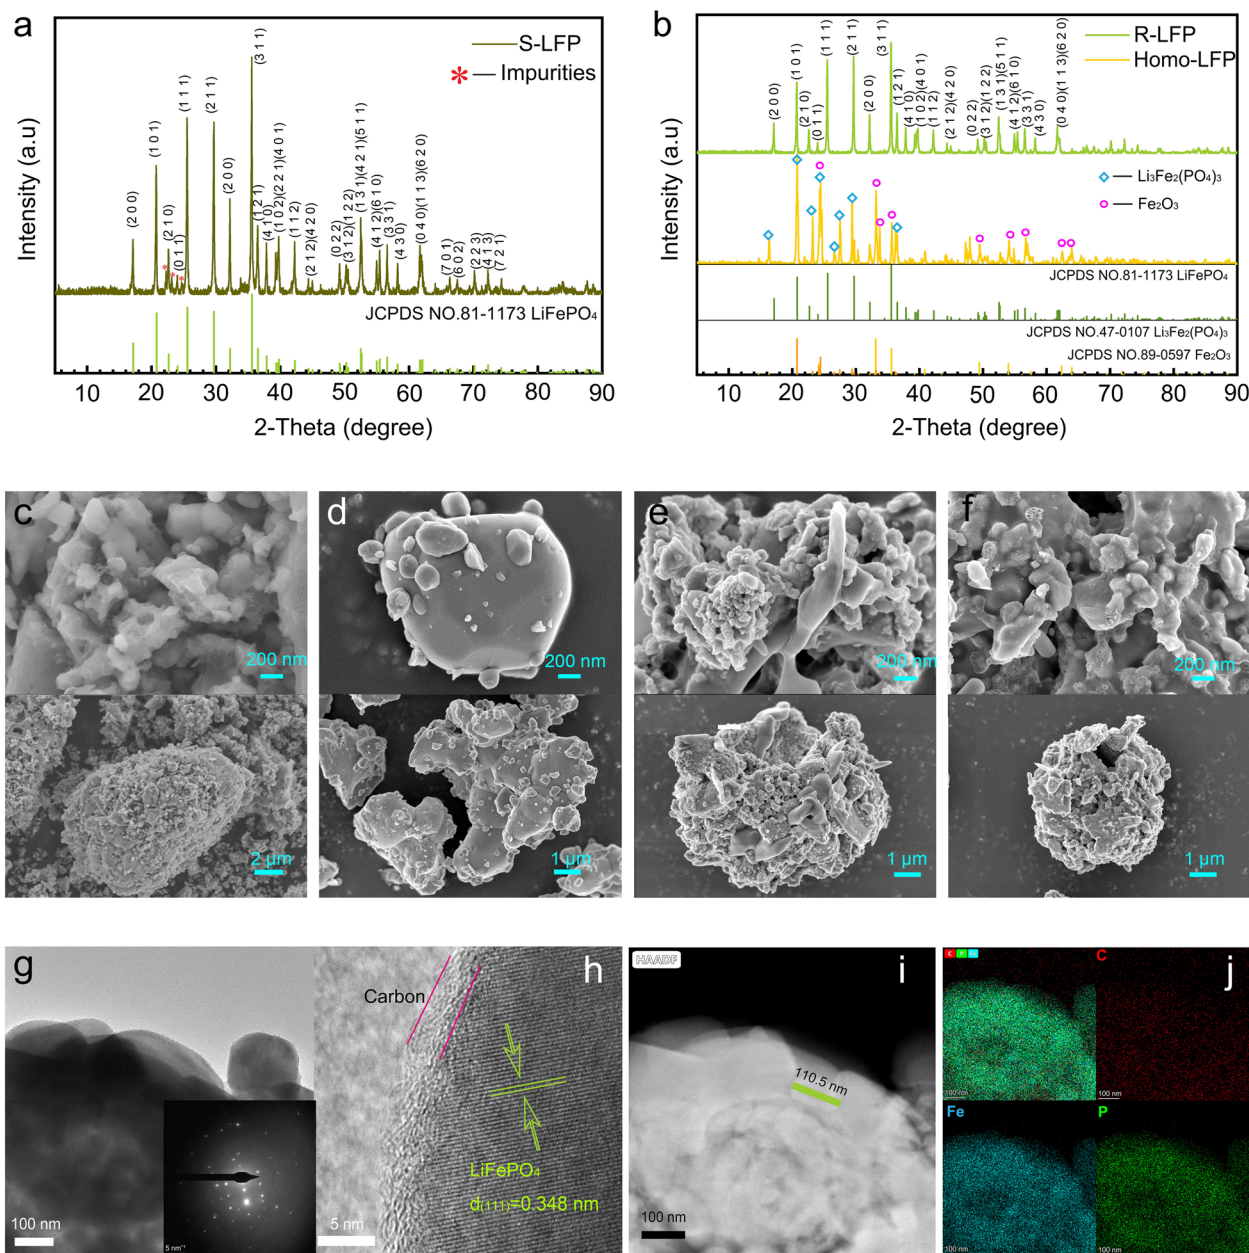 a
S-LFP
* — Impurities
Intensity (a.u)
(2 0 0)
(1 0 1)
(2 1 0)
(0 1 1)
(1 1 1)
(2 1 1)
(2 0 0)
(3 1 1)
(1 2 1)
(4 1 0)
(1 0 2)(2 2 1)(4 0 1)
(1 1 2)
(2 1 2)(4 2 0)
(0 2 2)
(3 1 2)(1 2 2)
(1 3 1)(4 2 1)(5 1 1)
(4 1 2)(6 1 0)
(3 3 1)
(4 3 0)
(0 4 0)(1 1 3)(6 2 0)
(7 0 1)
(6 0 2)
(2 2 3)
(4 1 3)
(7 2 1)
* * *
JCPDS NO.81-1173 LiFePO₄
10 20 30 40 50 60 70 80 90
2-Theta (degree)
b
R-LFP
Homo-LFP
Intensity (a.u)
(2 0 0)
(1 0 1)
(2 1 0)
(0 1 1)
(1 1 1)
(2 1 1)
(2 0 0)
(3 1 1)
(1 2 1)
(4 1 0)
(1 0 2)(4 0 1)
(1 1 2)
(2 1 2)(4 2 0)
(0 2 2)
(3 1 2)(1 2 2)
(1 3 1)(5 1 1)
(4 1 2)(6 1 0)
(3 3 1)
(4 3 0)
(0 4 0)(1 1 3)(6 2 0)
— Li₃Fe₂(PO₄)₃
— Fe₂O₃
JCPDS NO.81-1173 LiFePO₄
JCPDS NO.47-0107 Li₃Fe₂(PO₄)₃
JCPDS NO.89-0597 Fe₂O₃
10 20 30 40 50 60 70 80 90
2-Theta (degree)
c
200 nm
2 μm
d
200 nm
1 μm
e
200 nm
1 μm
f
200 nm
1 μm
g
100 nm
5 nm⁻¹
h
Carbon
LiFePO₄
d₍₁₁₁₎=0.348 nm
5 nm
HAADF
i
110.5 nm
100 nm
C P Fe
C
j
100 nm
100 nm
Fe
P
100 nm
100 nm